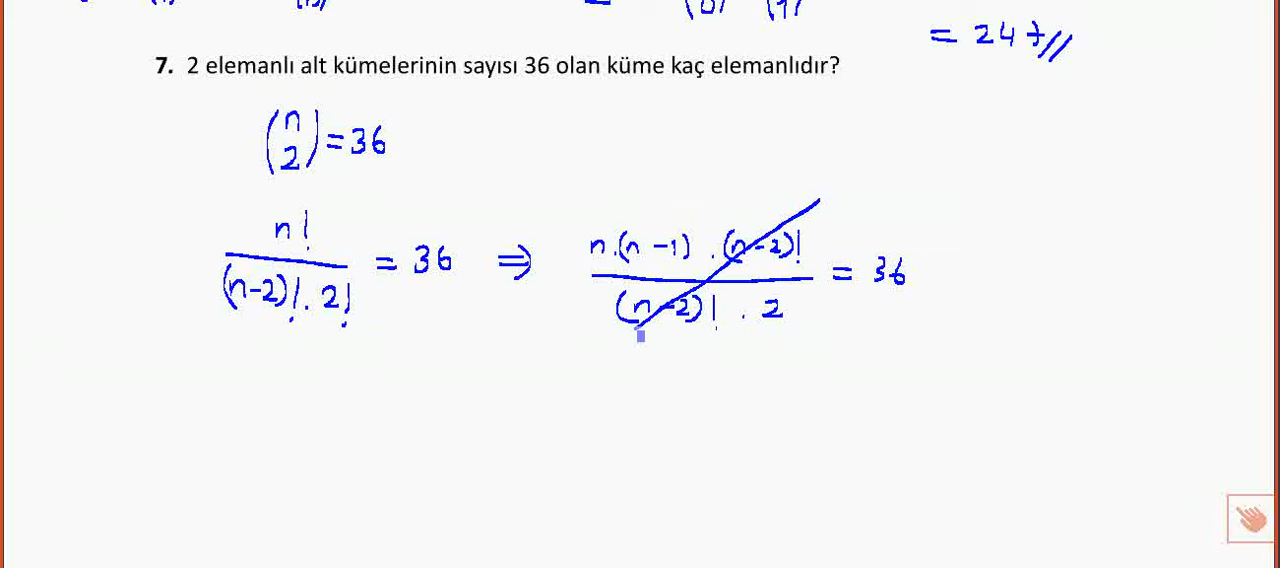 = 247//
7. 2 elemanlı alt kümelerinin sayısı 36 olan küme kaç elemanlıdır?
(n 2) = 36
n! / (n-2)! . 2! = 36 ⇒ n.(n-1).(n-2)! / (n-2)! . 2 = 36